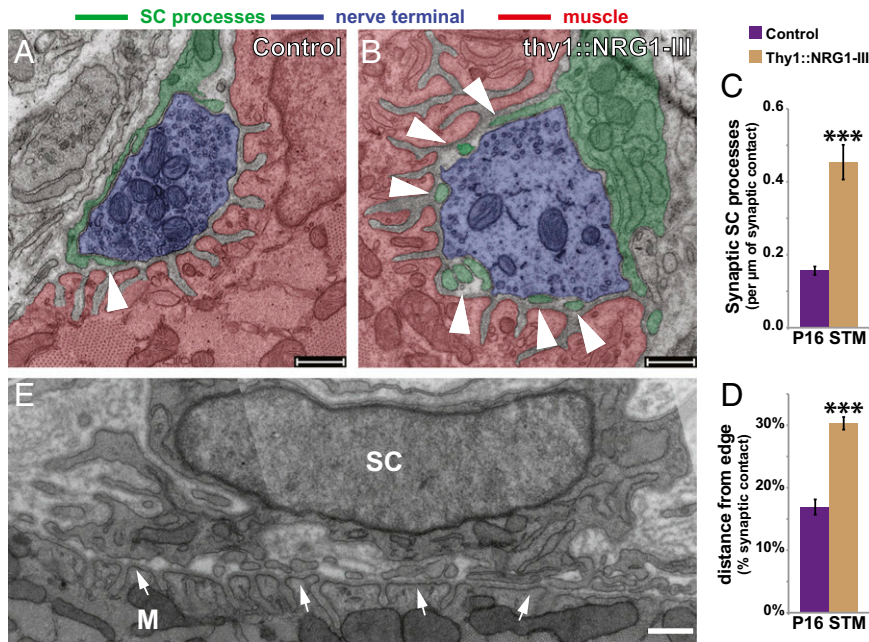 SC processes nerve terminal muscle
A Control
B thy1::NRG1-III
Control
Thy1::NRG1-III
C
Synaptic SC processes
(per µm of synaptic contact)
0.6
0.4
0.2
0.0
***
P16 STM
D
distance from edge
(% synaptic contact)
30%
20%
10%
0%
***
P16 STM
E
SC
M